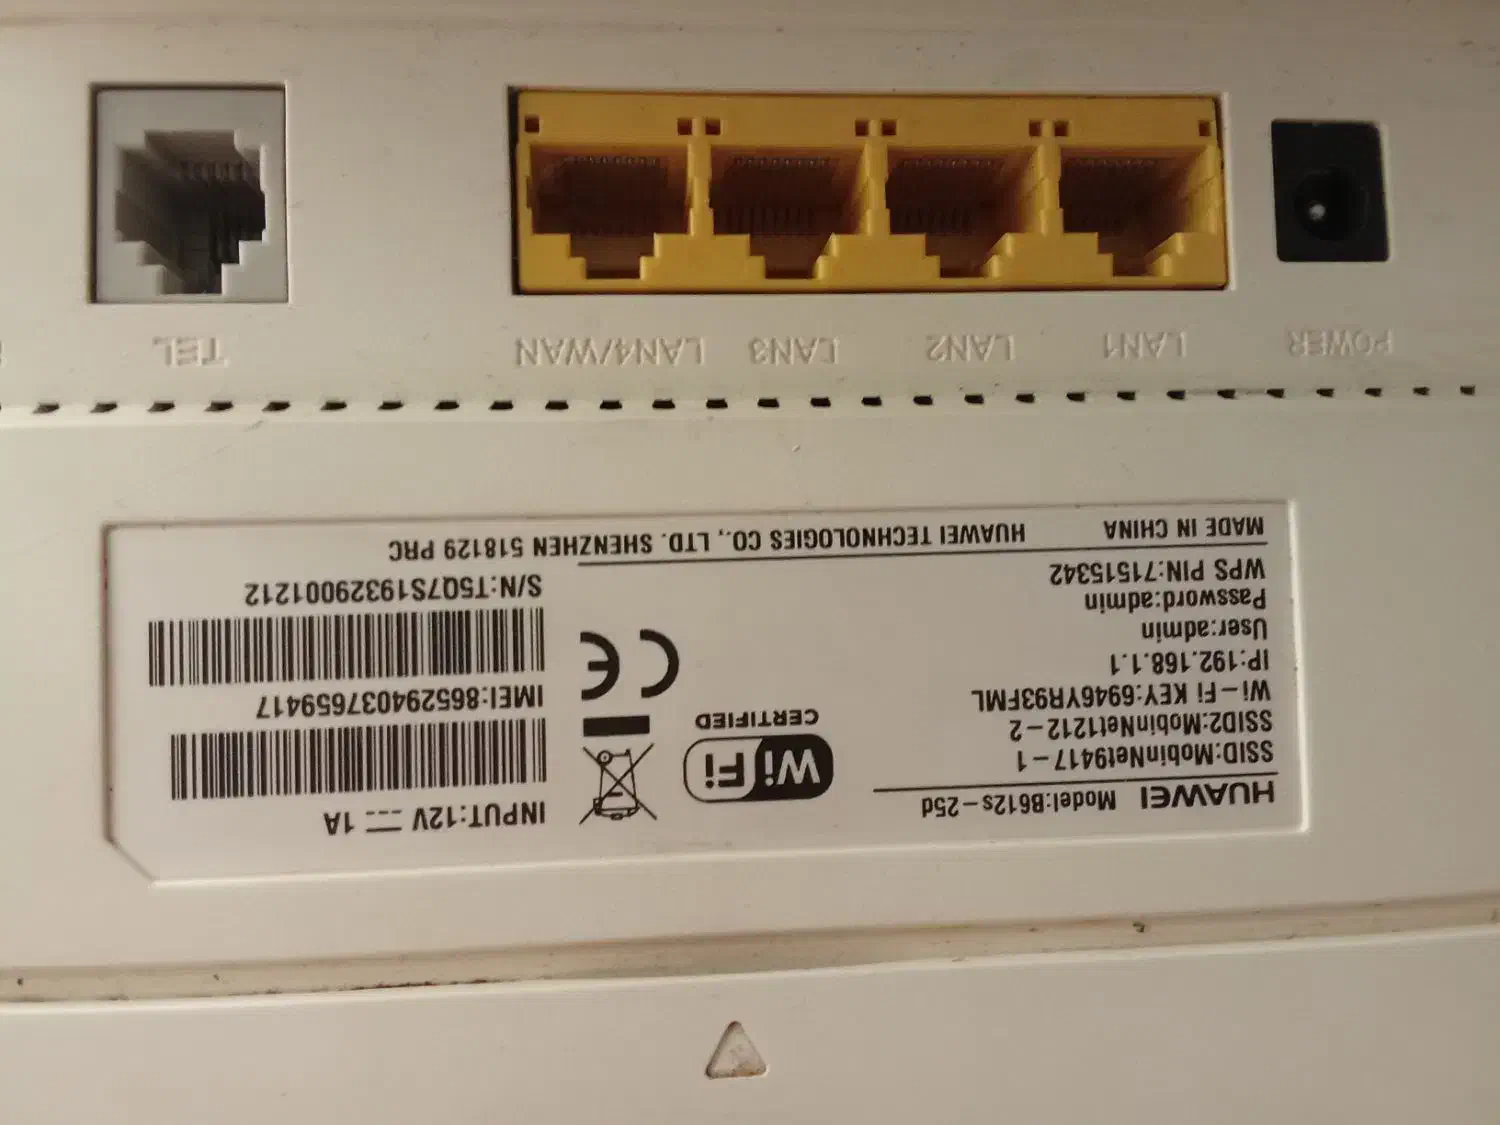 HUAWEI Model:B612s-25d
SSID:MobinNet9417-1
SSID2:MobinNet1212-2
Wi-Fi KEY:6946YR93FML
IP:192.168.1.1
User:admin
Password:admin
WPS PIN:71515342
WiFi
CERTIFIED
CE
INPUT:12V ⎓ 1A
IMEI:865294037659417
S/N:T5Q7S19329001212
MADE IN CHINA HUAWEI TECHNOLOGIES CO., LTD. SHENZHEN 518129 PRC
POWER LAN1 LAN2 LAN3 LAN4/WAN TEL